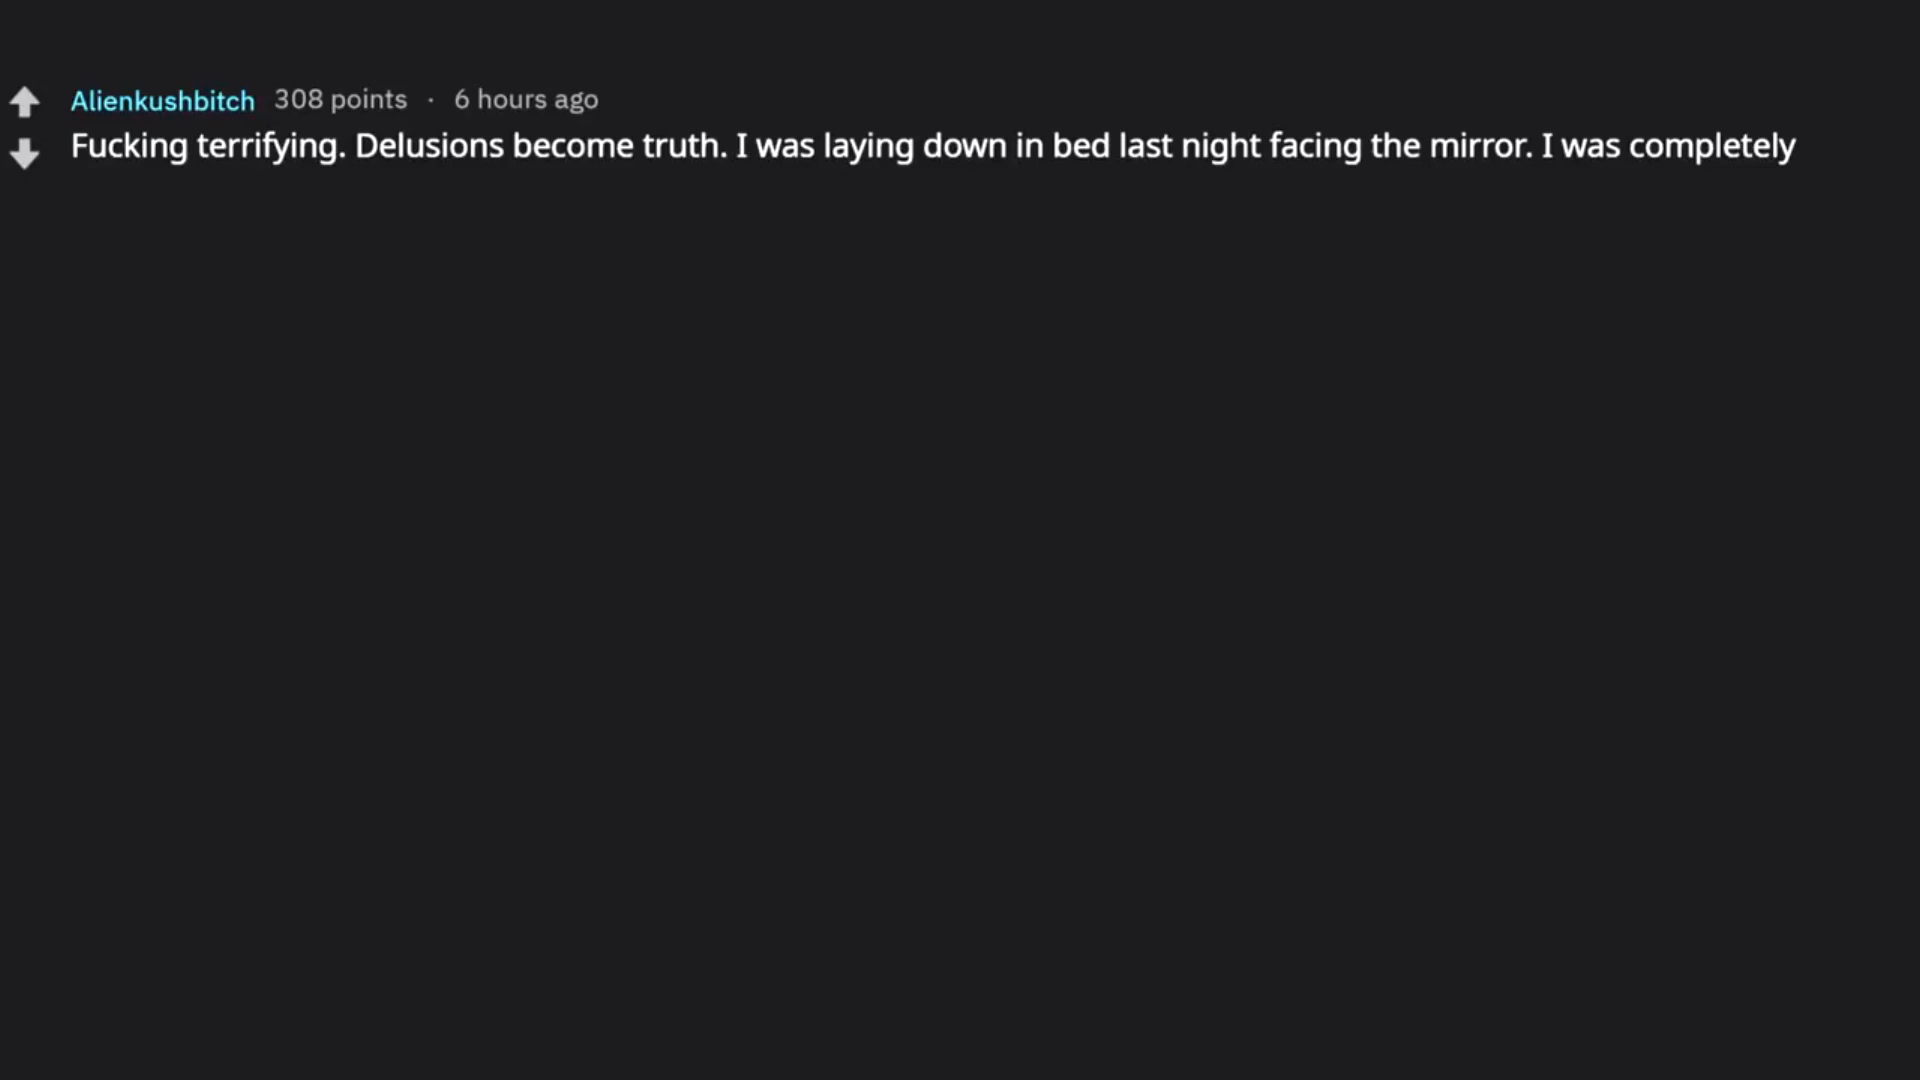 Alienkushbitch 308 points · 6 hours ago
Fucking terrifying. Delusions become truth. I was laying down in bed last night facing the mirror. I was completely